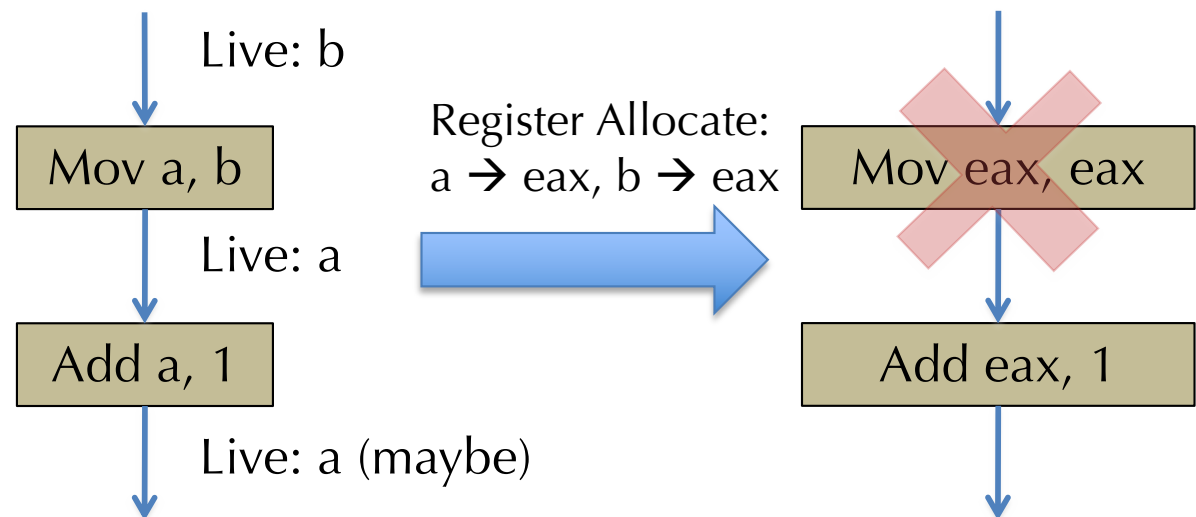 Live: b
Mov a, b
Live: a
Add a, 1
Live: a (maybe)
Register Allocate:
a → eax, b → eax
Mov eax, eax
Add eax, 1